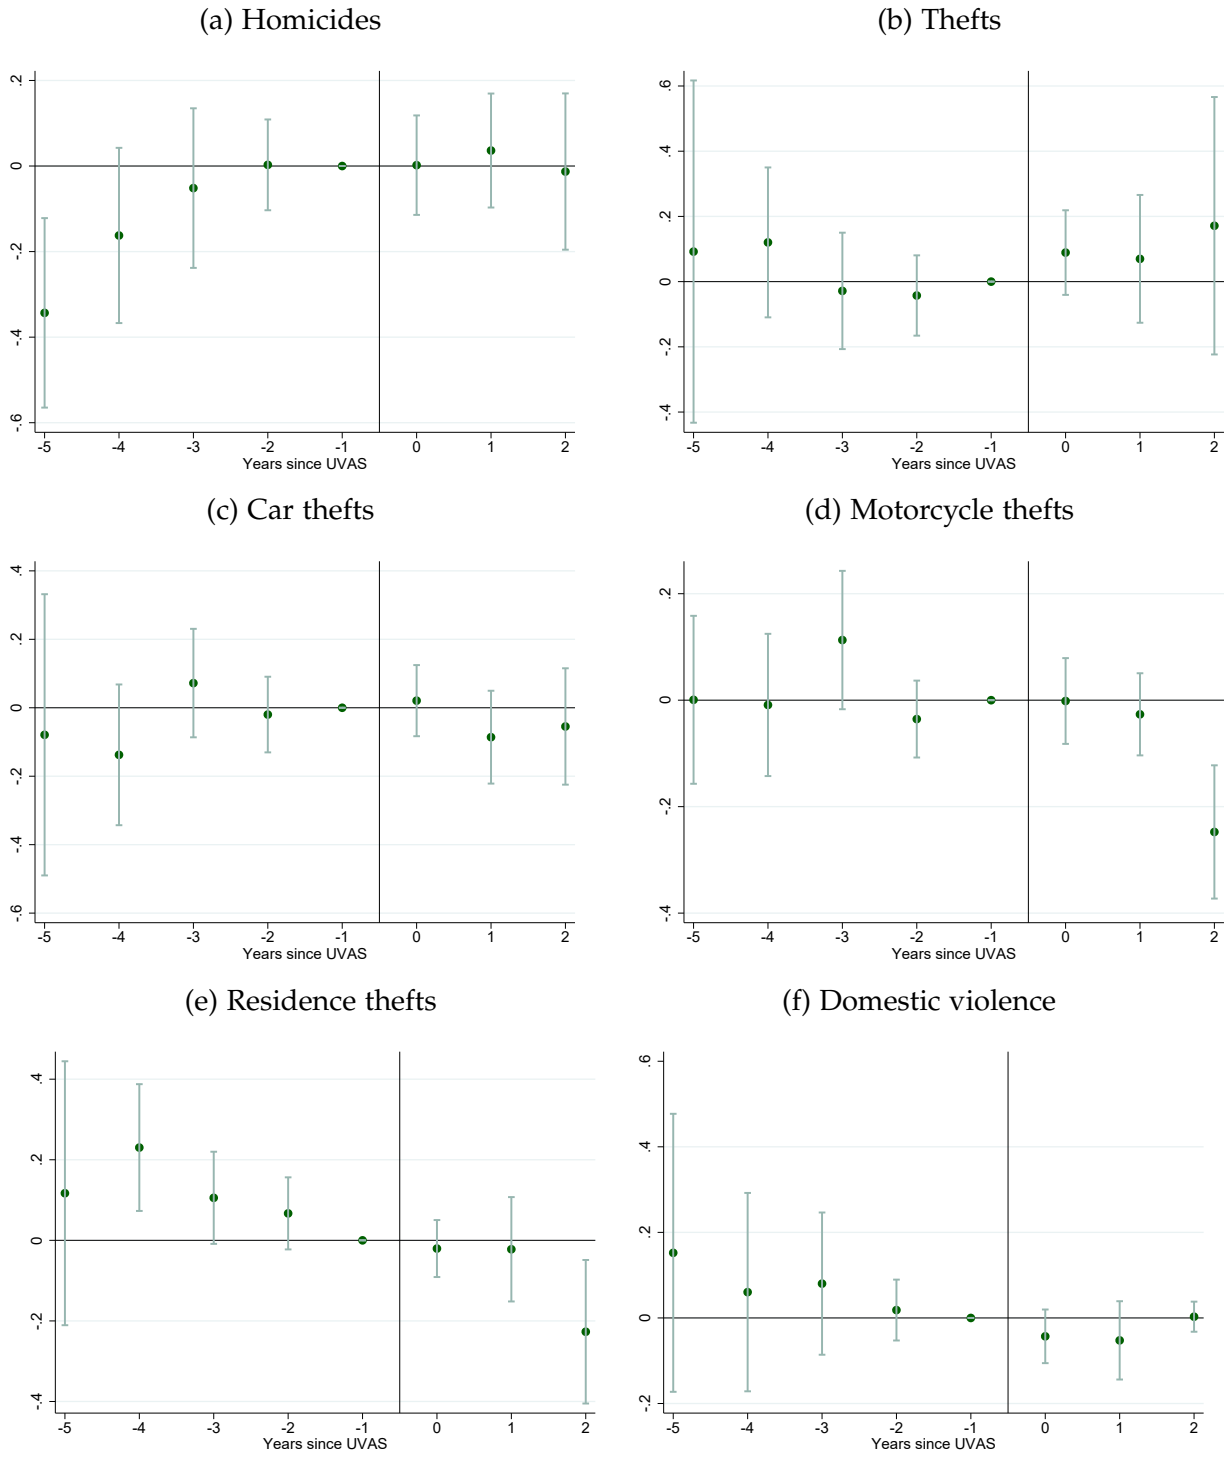 (a) Homicides
.2
0
-.2
-.4
-.6
-5 -4 -3 -2 -1 0 1 2
Years since UVAS
(b) Thefts
.6
.4
.2
0
-.2
-.4
-5 -4 -3 -2 -1 0 1 2
Years since UVAS
(c) Car thefts
.4
.2
0
-.2
-.4
-.6
-5 -4 -3 -2 -1 0 1 2
Years since UVAS
(d) Motorcycle thefts
.2
0
-.2
-.4
-5 -4 -3 -2 -1 0 1 2
Years since UVAS
(e) Residence thefts
.4
.2
0
-.2
-.4
-5 -4 -3 -2 -1 0 1 2
Years since UVAS
(f) Domestic violence
.6
.4
.2
0
-.2
-5 -4 -3 -2 -1 0 1 2
Years since UVAS